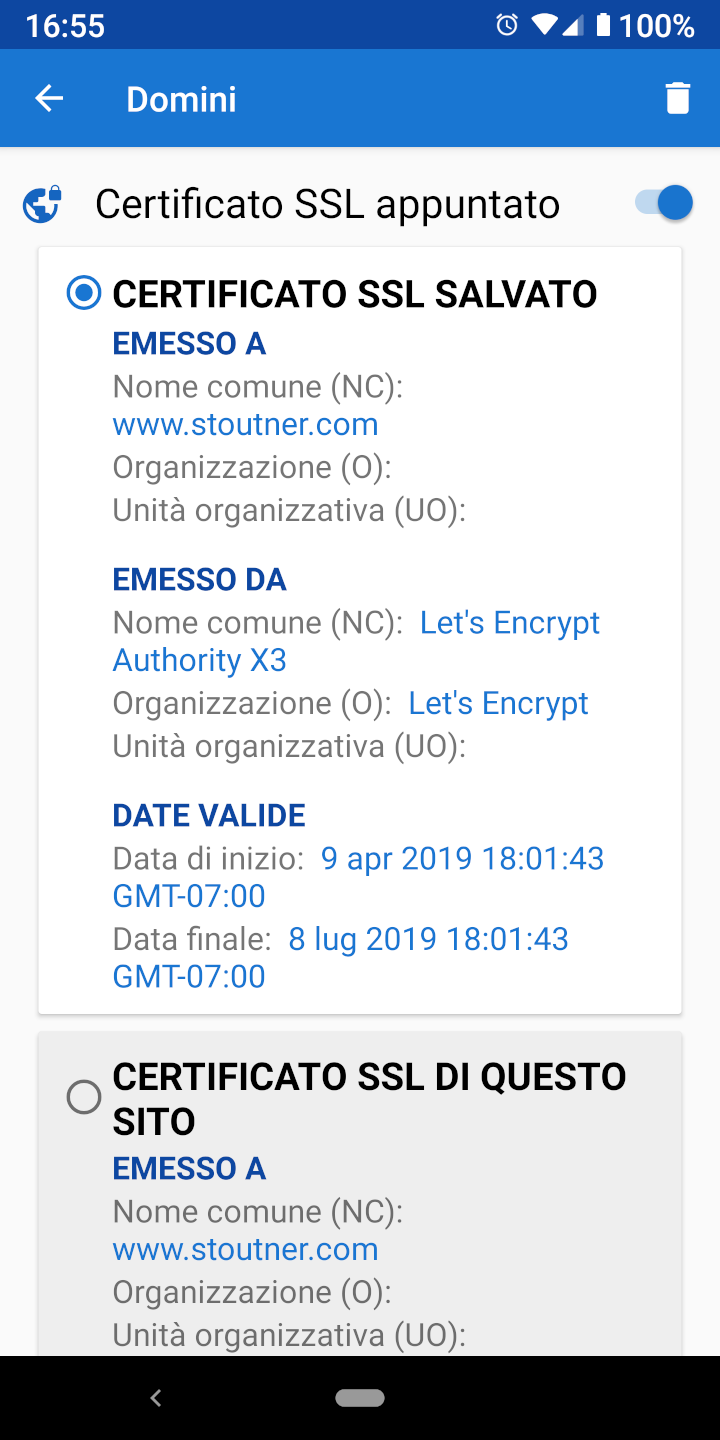 16:55
100%
Domini
Certificato SSL appuntato
CERTIFICATO SSL SALVATO
EMESSO A
Nome comune (NC):
www.stoutner.com
Organizzazione (O):
Unità organizzativa (UO):
EMESSO DA
Nome comune (NC): Let's Encrypt
Authority X3
Organizzazione (O): Let's Encrypt
Unità organizzativa (UO):
DATE VALIDE
Data di inizio: 9 apr 2019 18:01:43
GMT-07:00
Data finale: 8 lug 2019 18:01:43
GMT-07:00
CERTIFICATO SSL DI QUESTO
SITO
EMESSO A
Nome comune (NC):
www.stoutner.com
Organizzazione (O):
Unità organizzativa (UO):